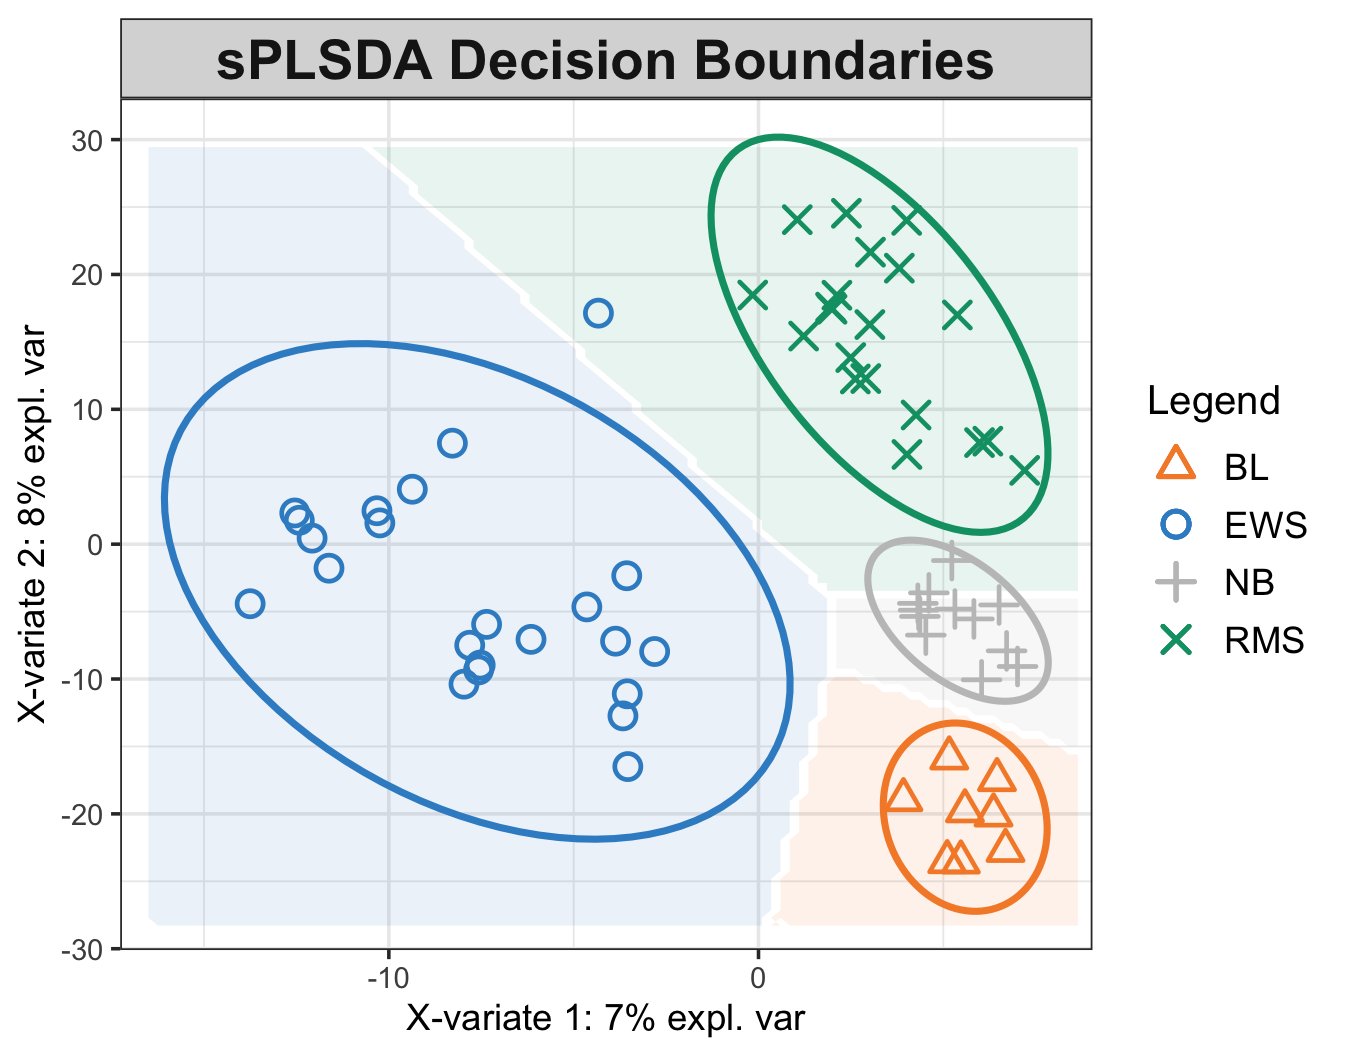 sPLSDA Decision Boundaries
30
20
10
0
-10
-20
-30
X-variate 2: 8% expl. var
-10
0
X-variate 1: 7% expl. var
Legend
BL
EWS
NB
RMS